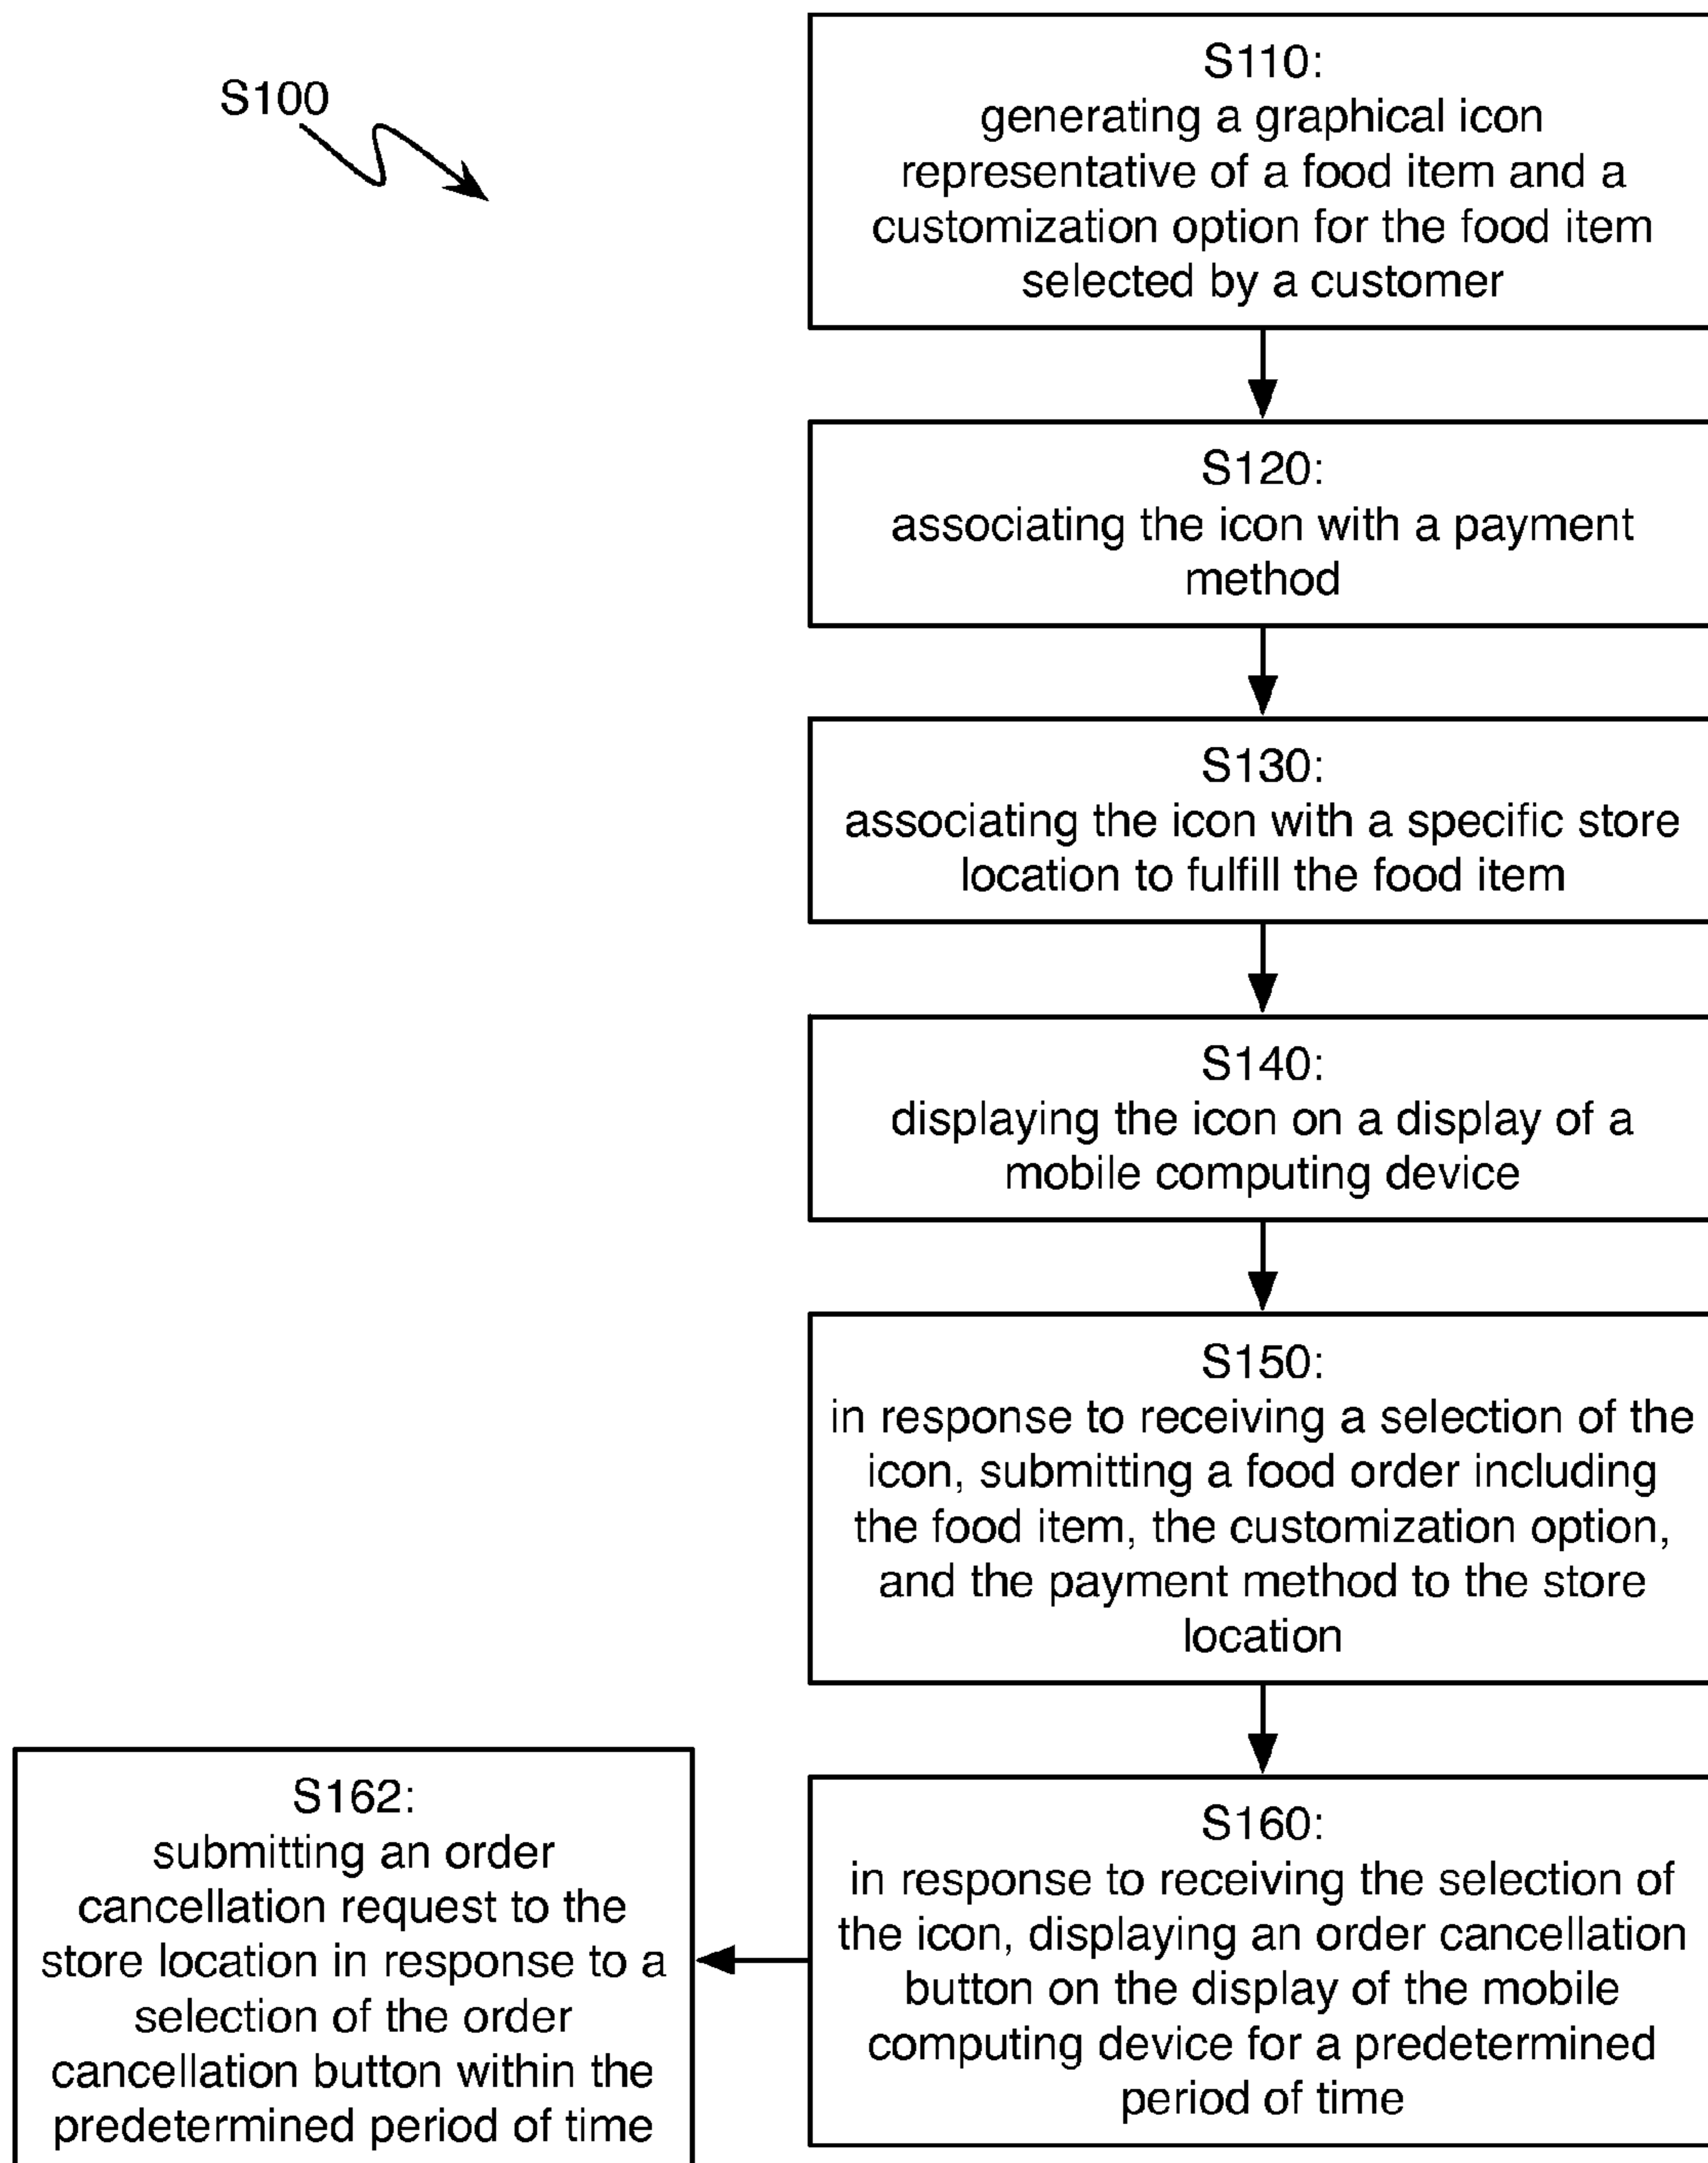 S100
S110:
generating a graphical icon
representative of a food item and a
customization option for the food item
selected by a customer
S120:
associating the icon with a payment
method
S130:
associating the icon with a specific store
location to fulfill the food item
S140:
displaying the icon on a display of a
mobile computing device
S150:
in response to receiving a selection of the
icon, submitting a food order including
the food item, the customization option,
and the payment method to the store
location
S160:
in response to receiving the selection of
the icon, displaying an order cancellation
button on the display of the mobile
computing device for a predetermined
period of time
S162:
submitting an order
cancellation request to the
store location in response to a
selection of the order
cancellation button within the
predetermined period of time